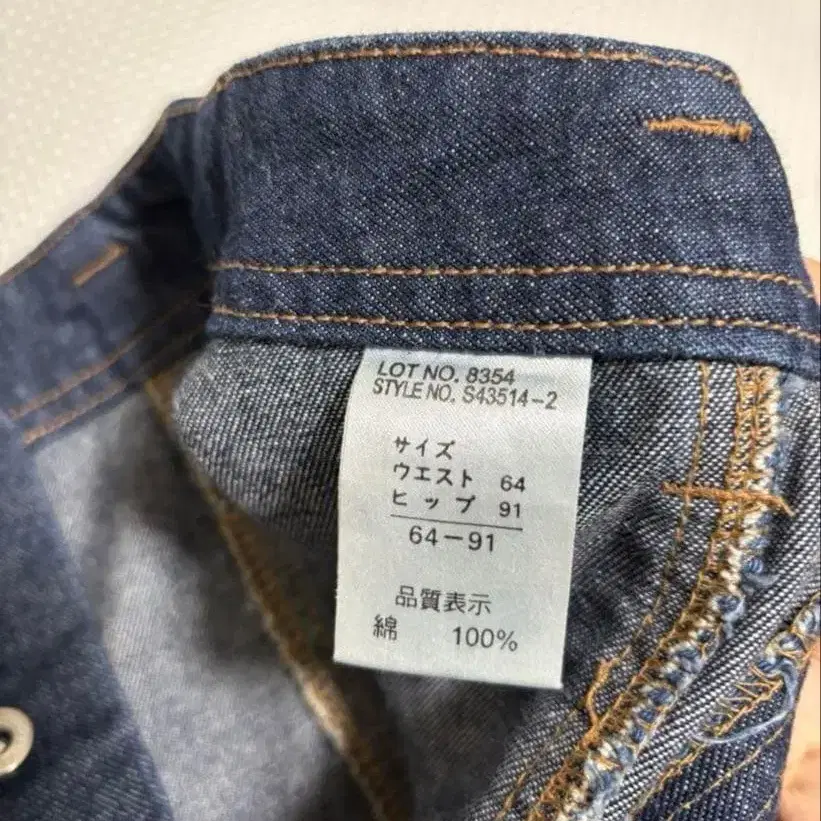 LOT NO. 8354
STYLE NO. S43514-2
サイズ
ウエスト 64
ヒップ 91
64-91
品質表示
綿 100%